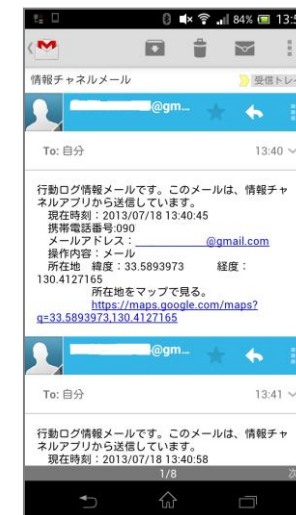 84% 13:5
情報チャネルメール 受信トレ
@gm...
To: 自分 13:40
行動ログ情報メールです。このメールは、情報チャ
ネルアプリから送信しています。
現在時刻：2013/07/18 13:40:45
携帯電話番号:090
メールアドレス： @gmail.com
操作内容：メール
所在地 緯度：33.5893973 経度：
130.4127165
所在地をマップで見る。
https://maps.google.com/maps?
q=33.5893973,130.4127165
@gm...
To: 自分 13:41
行動ログ情報メールです。このメールは、情報チャ
ネルアプリから送信しています。
現在時刻：2013/07/18 13:40:58
1/8 次